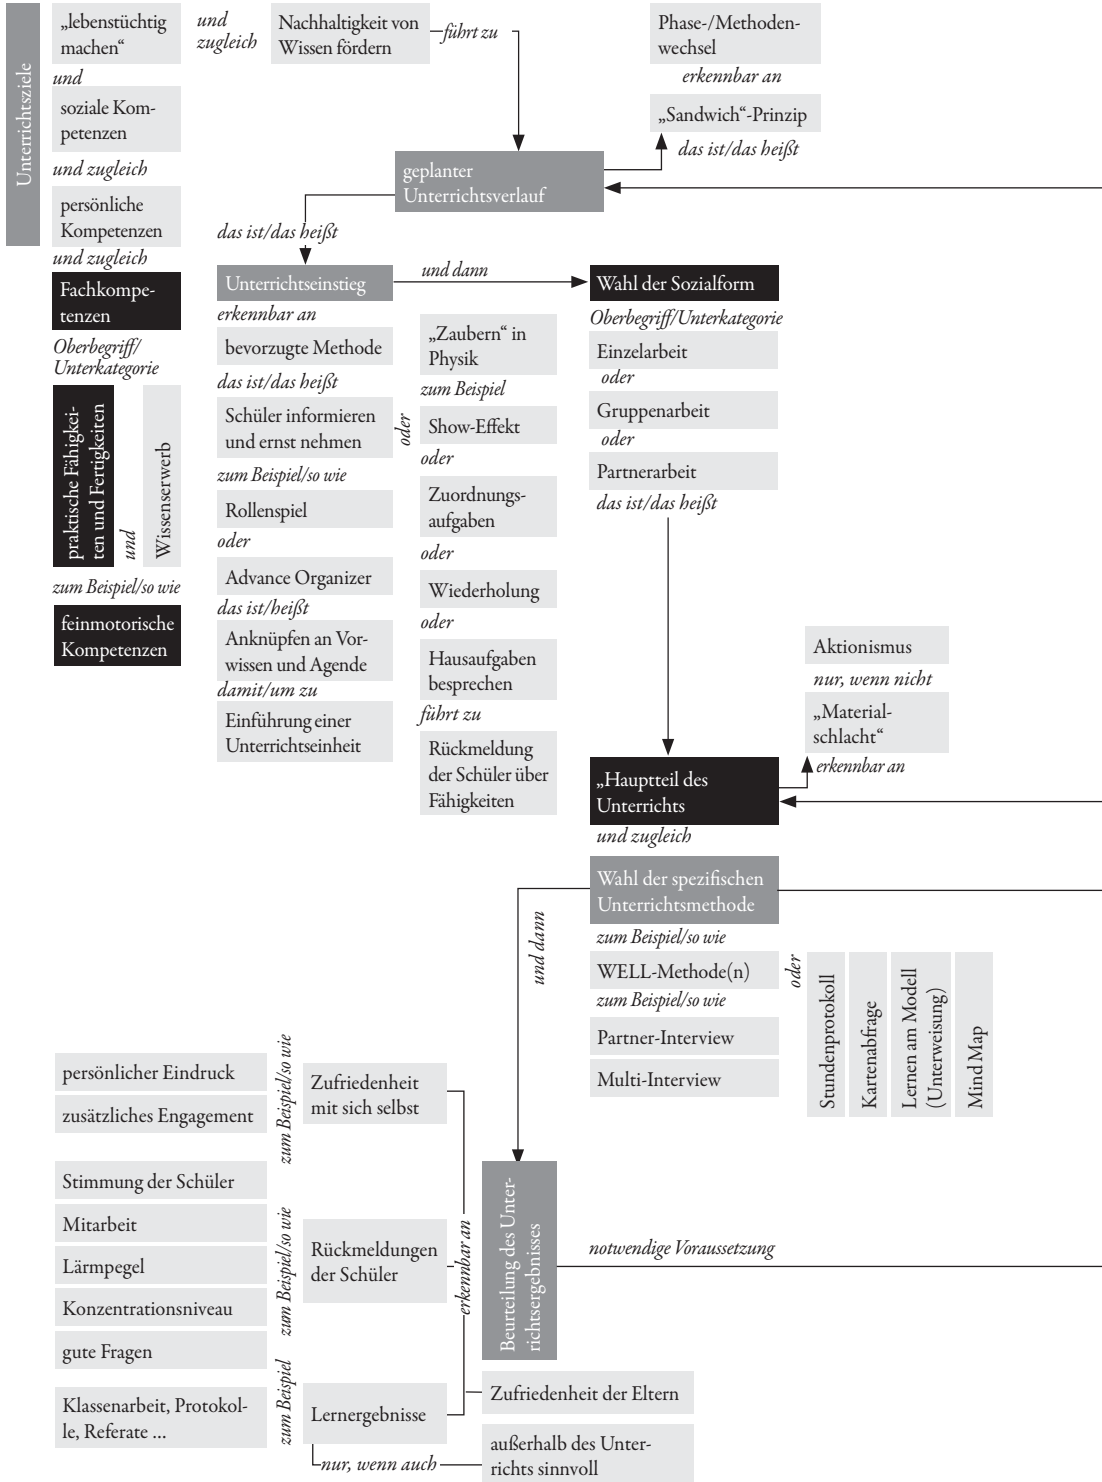 Unterrichtsziele
„lebenstüchtig
machen“
und
soziale Kom-
petenzen
und zugleich
persönliche
Kompetenzen
und zugleich
Fachkompe-
tenzen
Oberbegriff/
Unterkategorie
praktische Fähigkei-
ten und Fertigkeiten
und
Wissenserwerb
zum Beispiel/so wie
feinmotorische
Kompetenzen
und
zugleich
Nachhaltigkeit von
Wissen fördern
führt zu
geplanter
Unterrichtsverlauf
Phase-/Methoden-
wechsel
erkennbar an
„Sandwich“-Prinzip
das ist/das heißt
das ist/das heißt
Unterrichtseinstieg
erkennbar an
bevorzugte Methode
das ist/das heißt
Schüler informieren
und ernst nehmen
zum Beispiel/so wie
Rollenspiel
oder
Advance Organizer
das ist/heißt
Anknüpfen an Vor-
wissen und Agende
damit/um zu
Einführung einer
Unterrichtseinheit
oder
„Zaubern“ in
Physik
zum Beispiel
Show-Effekt
oder
Zuordnungs-
aufgaben
oder
Wiederholung
oder
Hausaufgaben
besprechen
führt zu
Rückmeldung
der Schüler über
Fähigkeiten
und dann
Wahl der Sozialform
Oberbegriff/Unterkategorie
Einzelarbeit
oder
Gruppenarbeit
oder
Partnerarbeit
das ist/das heißt
Aktionismus
nur, wenn nicht
„Material-
schlacht“
erkennbar an
„Hauptteil des
Unterrichts
und zugleich
Wahl der spezifischen
Unterrichtsmethode
zum Beispiel/so wie
WELL-Methode(n)
zum Beispiel/so wie
Partner-Interview
Multi-Interview
oder
Stundenprotokoll
Kartenabfrage
Lernen am Modell
(Unterweisung)
Mind Map
und dann
Beurteilung des Unter-
richtsergebnisses
notwendige Voraussetzung
erkennbar an
Zufriedenheit
mit sich selbst
zum Beispiel/so wie
persönlicher Eindruck
zusätzliches Engagement
Rückmeldungen
der Schüler
zum Beispiel/so wie
Stimmung der Schüler
Mitarbeit
Lärmpegel
Konzentrationsniveau
gute Fragen
Lernergebnisse
zum Beispiel
Klassenarbeit, Protokol-
le, Referate ...
Zufriedenheit der Eltern
nur, wenn auch
außerhalb des Unter-
richts sinnvoll